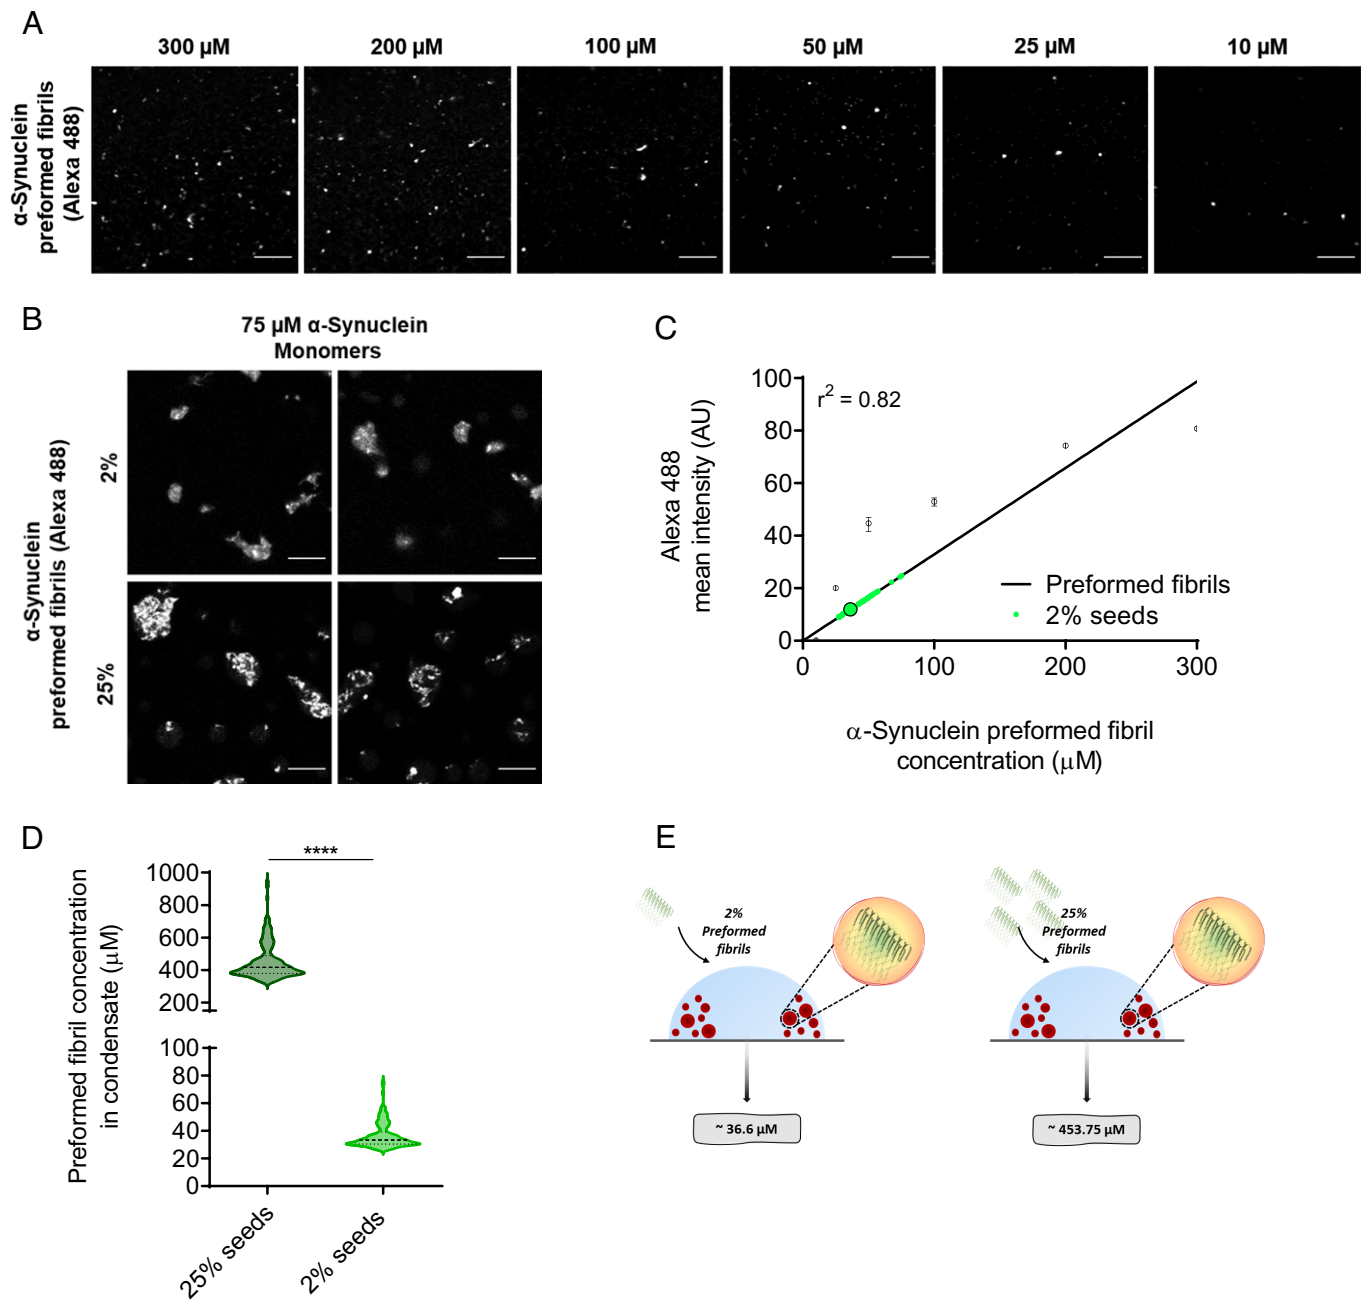 A
300 µM
200 µM
100 µM
50 µM
25 µM
10 µM
α-Synuclein
preformed fibrils
(Alexa 488)
B
75 µM α-Synuclein
Monomers
α-Synuclein
preformed fibrils (Alexa 488)
2%
25%
C
r² = 0.82
Alexa 488
mean intensity (AU)
100
80
60
40
20
0
Preformed fibrils
2% seeds
0
100
200
300
α-Synuclein preformed fibril
concentration (µM)
D
****
Preformed fibril concentration
in condensate (µM)
1000
800
600
400
200
100
80
60
40
20
0
25% seeds
2% seeds
E
2%
Preformed
fibrils
~ 36.6 µM
25%
Preformed
fibrils
~ 453.75 µM